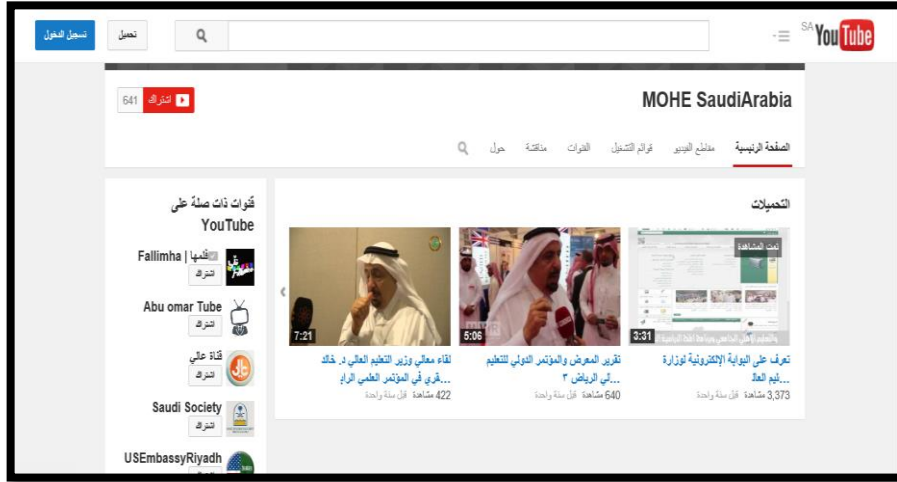 SA YouTube
تحميل
تسجيل الدخول
MOHE SaudiArabia
اشتراك 641
الصفحة الرئيسية مقاطع الفيديو قوائم التشغيل القنوات مناقشة حول
التحميلات
تمت المشاهدة
3:31
تعرف على البوابة الإلكترونية لوزارة
...ليم العالـ
3,373 مشاهدة قبل سنة واحدة
5:06
تقرير المعرض والمؤتمر الدولي للتعليم
...لي الرياض ٣
640 مشاهدة قبل سنة واحدة
7:21
لقاء معالي وزير التعليم العالي د. خالد
...قري في المؤتمر العلمي الرابـ
422 مشاهدة قبل سنة واحدة
قنوات ذات صلة على
YouTube
فلمها | Fallimha
اشتراك
Abu omar Tube
اشتراك
قناة عالي
اشتراك
Saudi Society
اشتراك
USEmbassyRiyadh